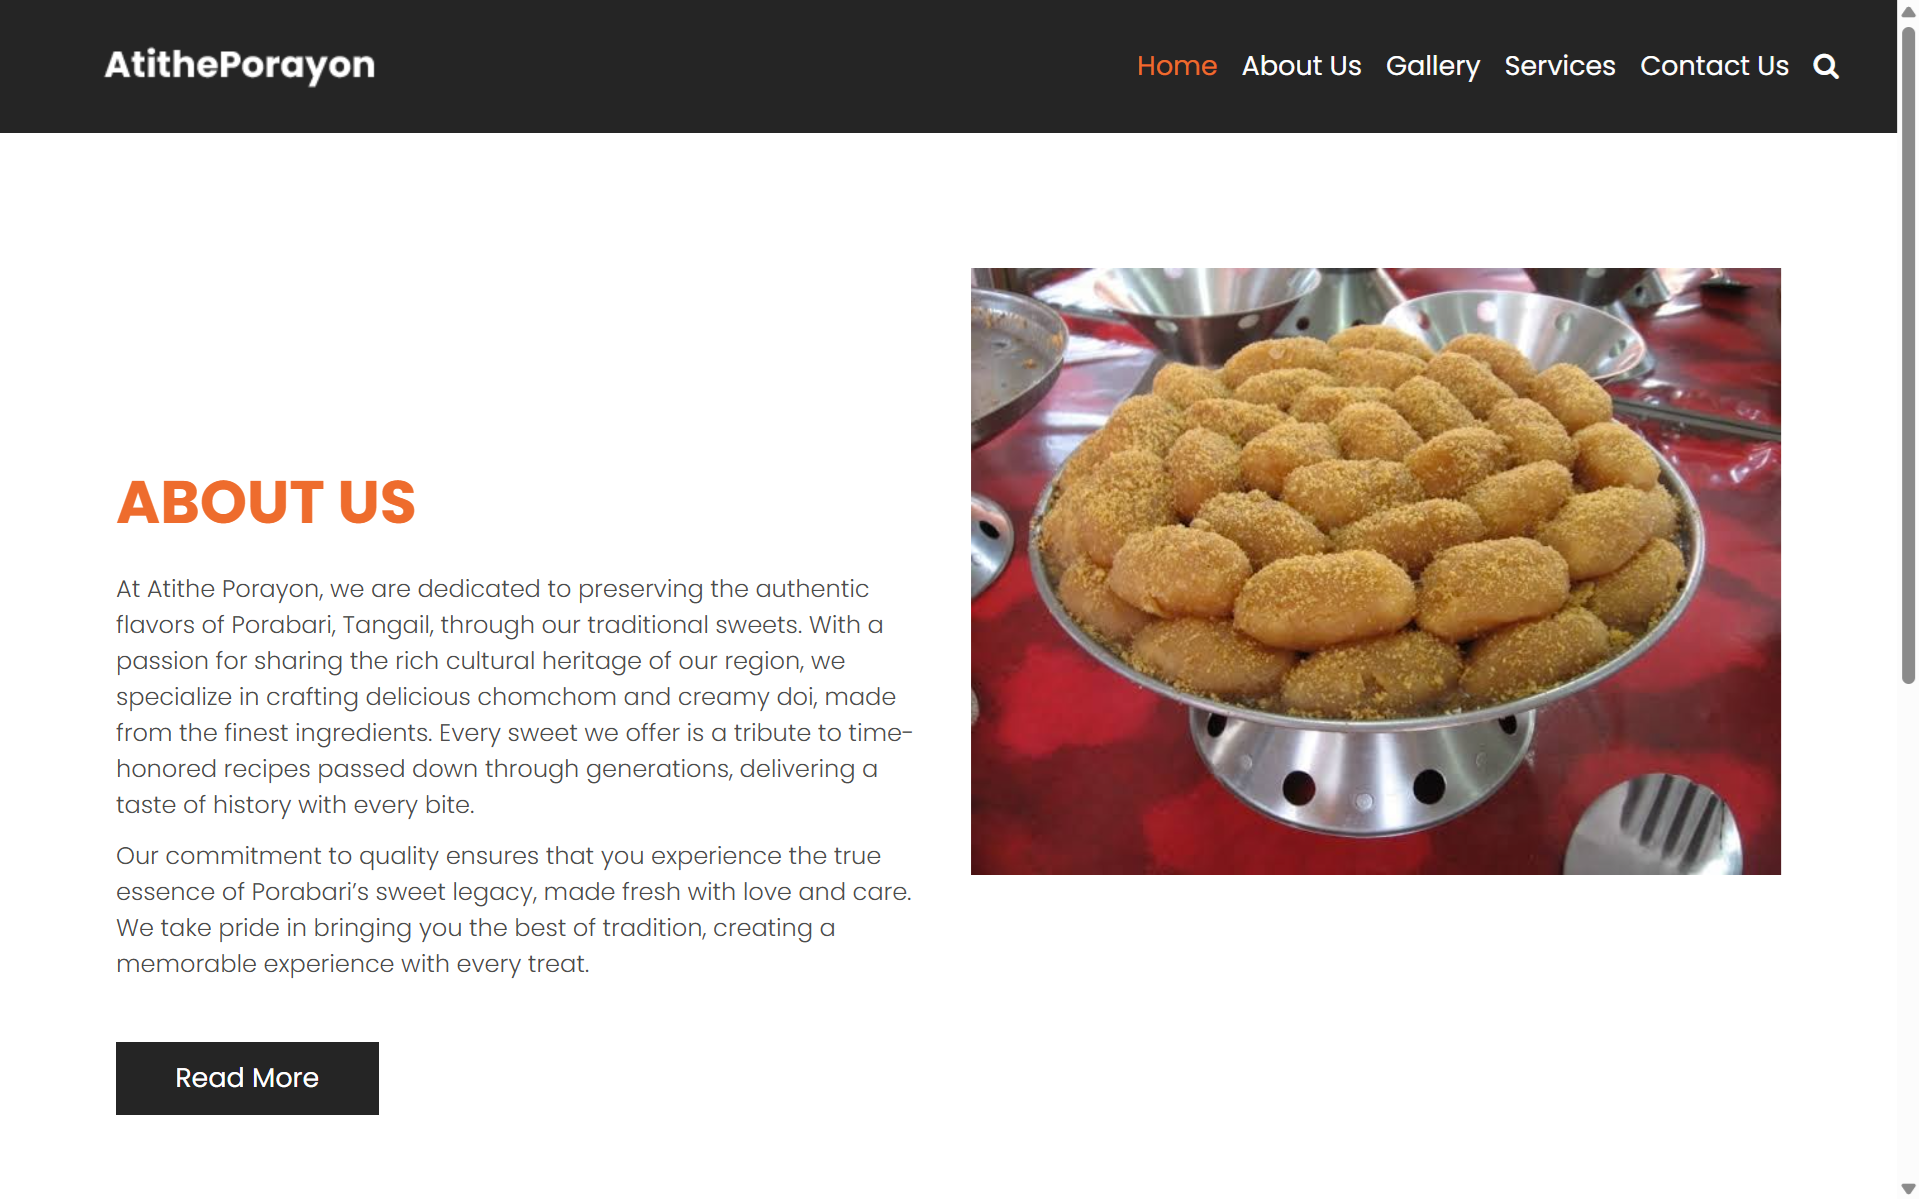 AtithePorayon
Home About Us Gallery Services Contact Us
ABOUT US
At Atithe Porayon, we are dedicated to preserving the authentic
flavors of Porabari, Tangail, through our traditional sweets. With a
passion for sharing the rich cultural heritage of our region, we
specialize in crafting delicious chomchom and creamy doi, made
from the finest ingredients. Every sweet we offer is a tribute to time-
honored recipes passed down through generations, delivering a
taste of history with every bite.
Our commitment to quality ensures that you experience the true
essence of Porabari’s sweet legacy, made fresh with love and care.
We take pride in bringing you the best of tradition, creating a
memorable experience with every treat.
Read More